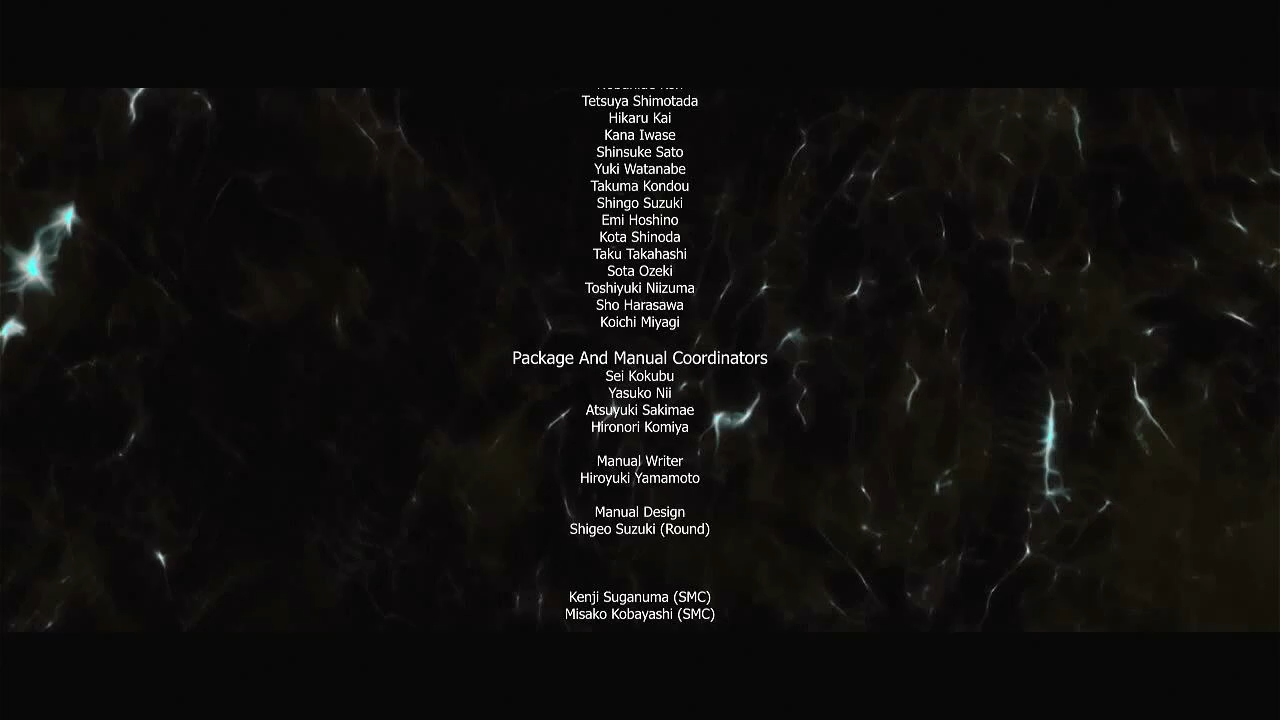 Tetsuya Shimotada
Hikaru Kai
Kana Iwase
Shinsuke Sato
Yuki Watanabe
Takuma Kondou
Shingo Suzuki
Emi Hoshino
Kota Shinoda
Taku Takahashi
Sota Ozeki
Toshiyuki Niizuma
Sho Harasawa
Koichi Miyagi
Package And Manual Coordinators
Sei Kokubu
Yasuko Nii
Atsuyuki Sakimae
Hironori Komiya
Manual Writer
Hiroyuki Yamamoto
Manual Design
Shigeo Suzuki (Round)
Kenji Suganuma (SMC)
Misako Kobayashi (SMC)